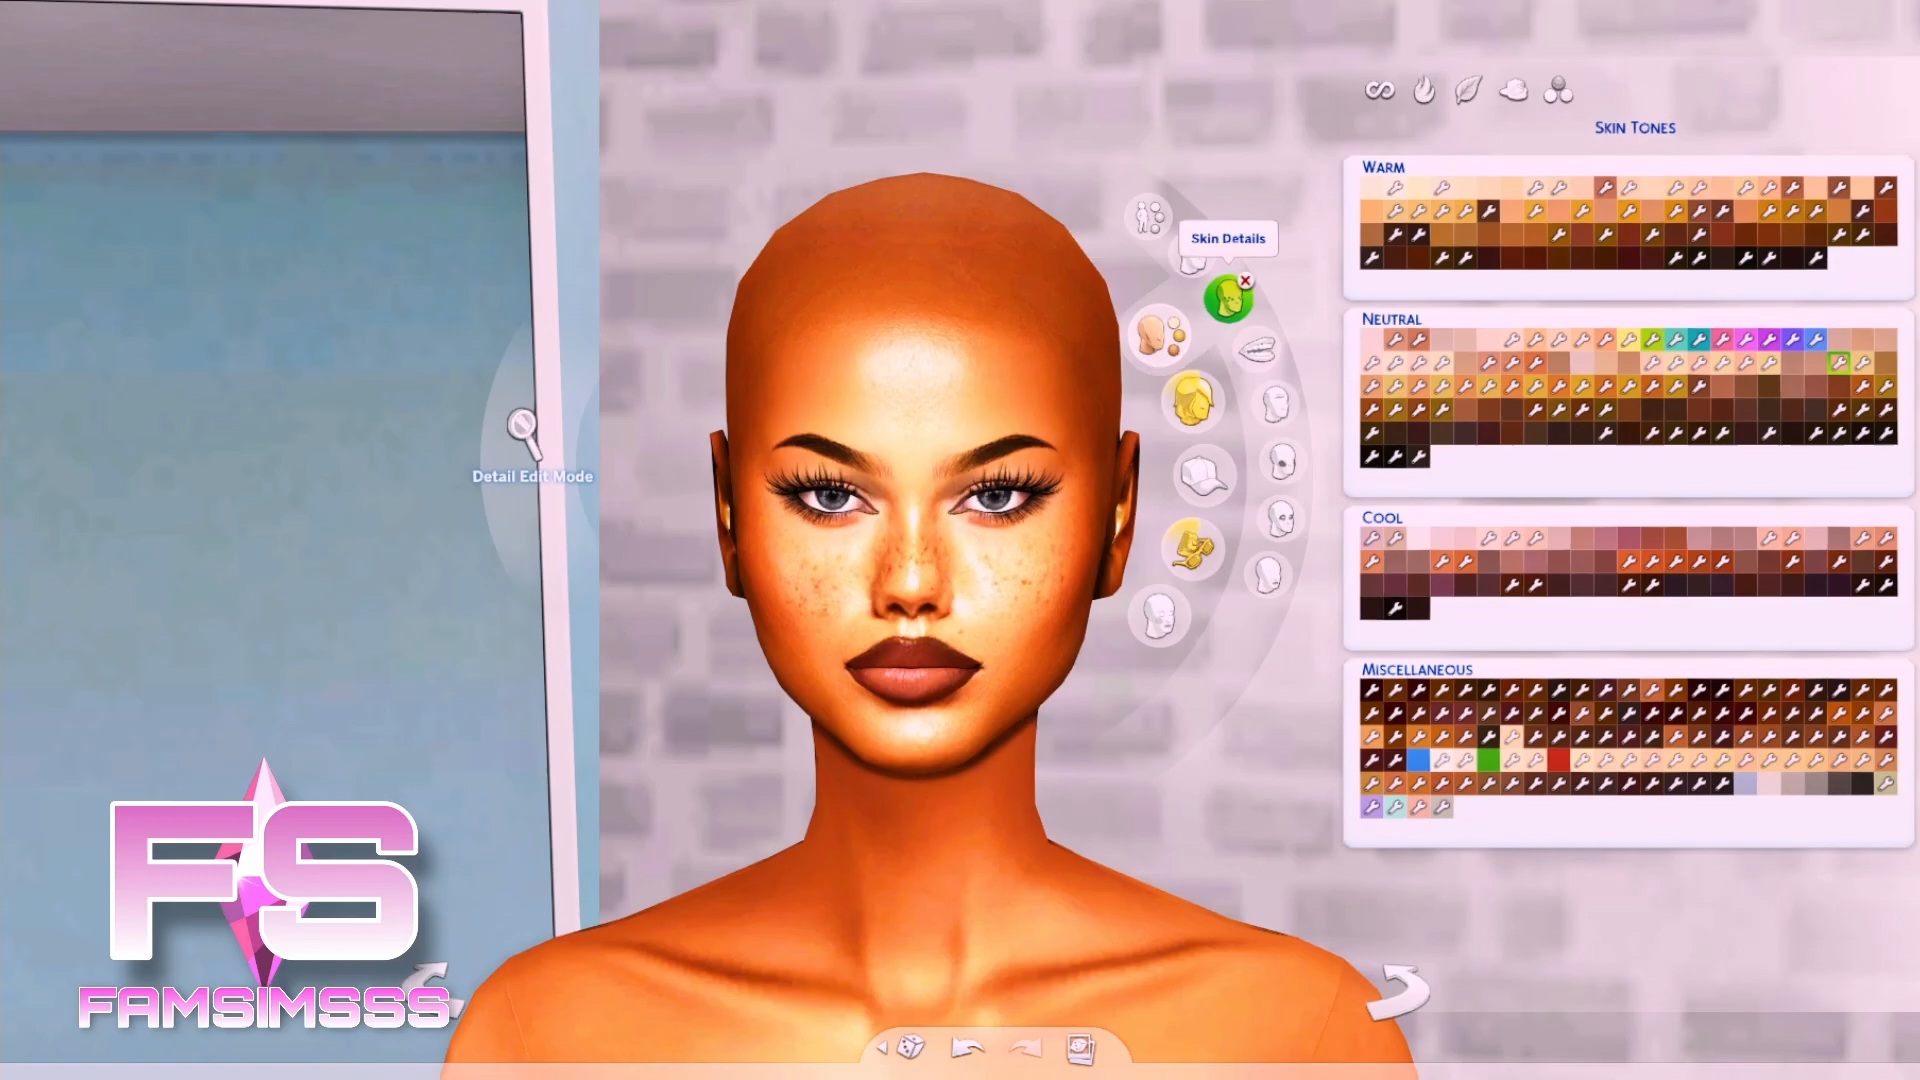 Skin Tones
Warm
Skin Details
Neutral
Detail Edit Mode
Cool
Miscellaneous
FS
FAMSIMSSS